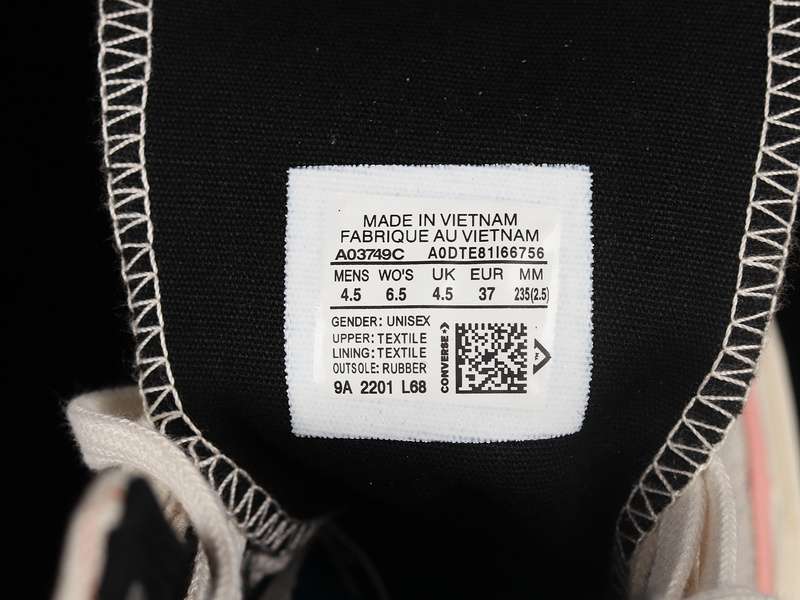 MADE IN VIETNAM
FABRIQUE AU VIETNAM
A03749C A0DTE81I66756
MENS WO'S UK EUR MM
4.5 6.5 4.5 37 235(2.5)
GENDER: UNISEX
UPPER: TEXTILE
LINING: TEXTILE
OUTSOLE: RUBBER
9A 2201 L68
CONVERSE